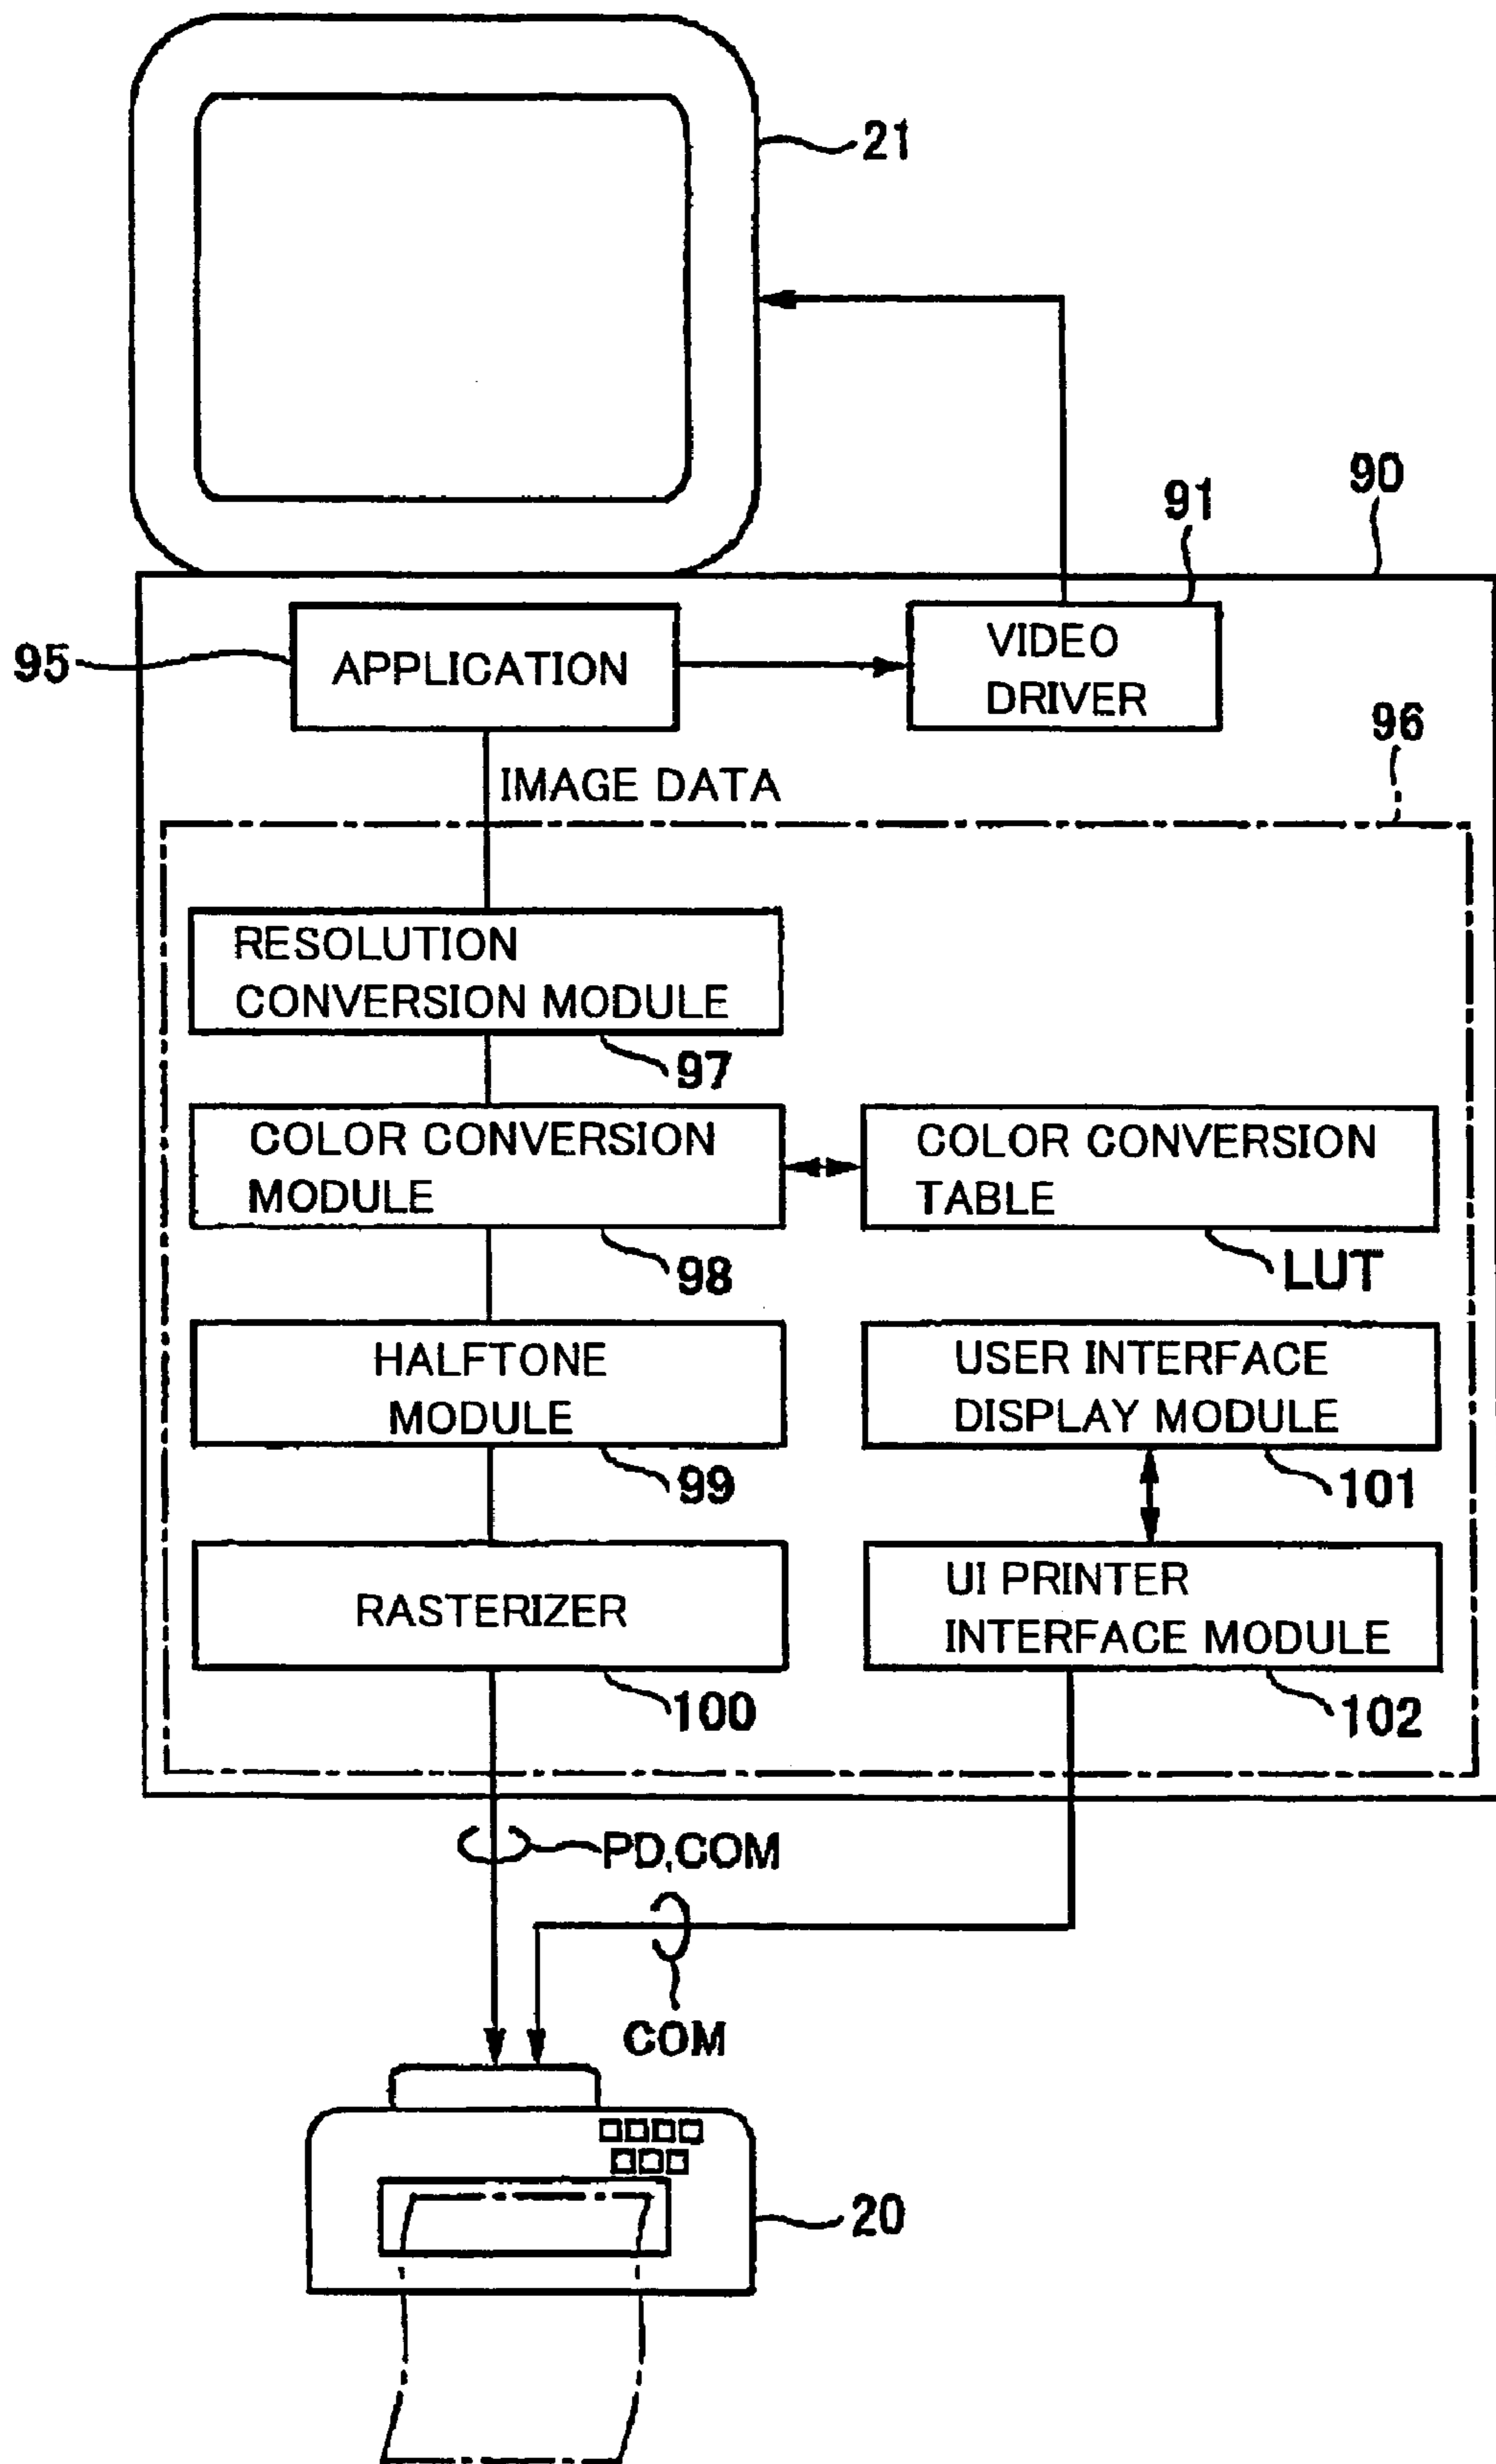 21
90
91
95
APPLICATION
VIDEO
DRIVER
96
IMAGE DATA
RESOLUTION
CONVERSION MODULE
97
COLOR CONVERSION
MODULE
COLOR CONVERSION
TABLE
98
LUT
HALFTONE
MODULE
USER INTERFACE
DISPLAY MODULE
99
101
RASTERIZER
UI PRINTER
INTERFACE MODULE
100
102
PD,COM
COM
20